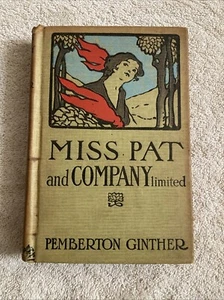 MISS PAT
and COMPANY limited
PEMBERTON GINTHER